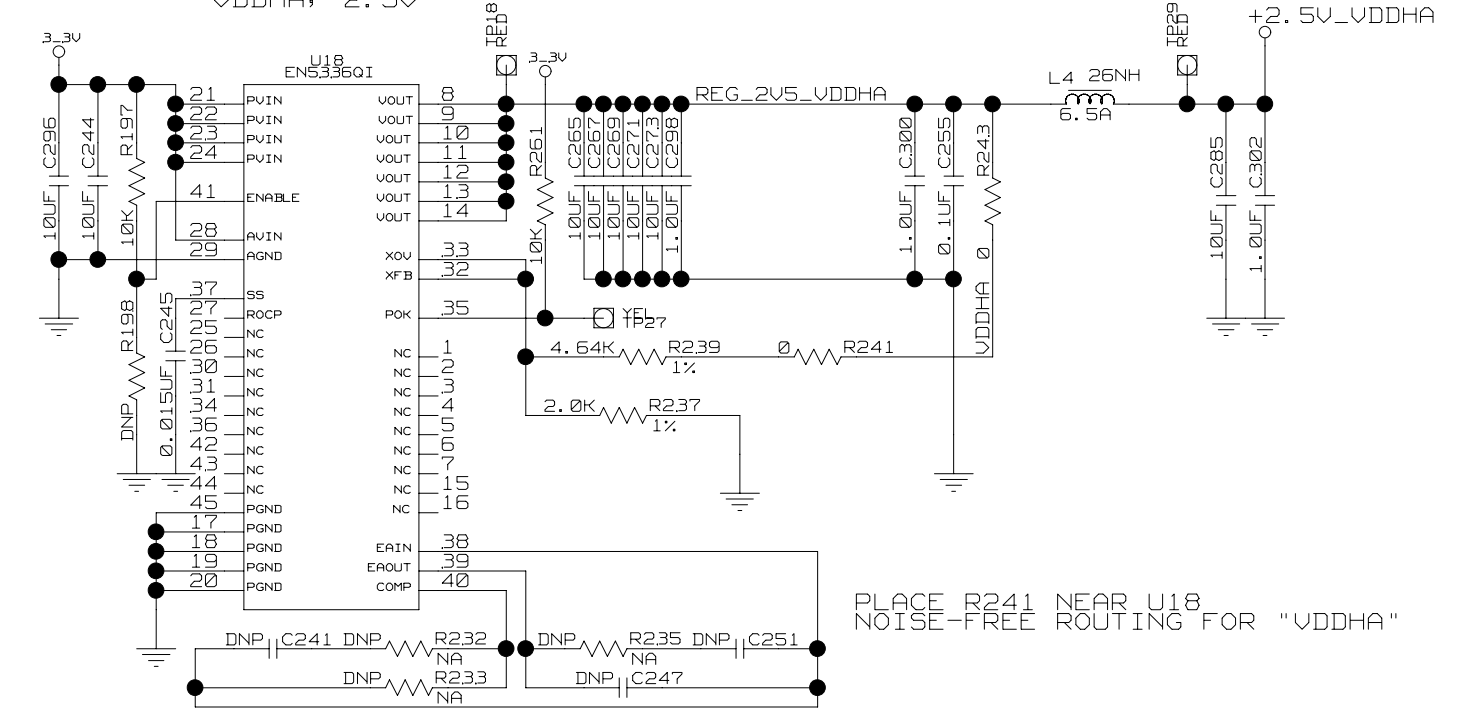 VDDHA, 2.5V
3_3V
U18
EN5336QI
TP18
RED
3_3V
TP29
RED
+2.5V_VDDHA
C296
10UF
C244
10UF
R197
10K
R198
DNP
C245
0.015UF
21 PVIN
22 PVIN
23 PVIN
24 PVIN
41 ENABLE
28 AVIN
29 AGND
37 SS
27 ROCP
25 NC
26 NC
30 NC
31 NC
34 NC
36 NC
42 NC
43 NC
44 NC
45 PGND
17 PGND
18 PGND
19 PGND
20 PGND
VOUT 8
VOUT 9
VOUT 10
VOUT 11
VOUT 12
VOUT 13
VOUT 14
XOV 33
XFB 32
POK 35
NC 1
NC 2
NC 3
NC 4
NC 5
NC 6
NC 7
NC 15
NC 16
EAIN 38
EAOUT 39
COMP 40
R261
10K
C265
10UF
C267
10UF
C269
10UF
C271
10UF
C273
10UF
C298
1.0UF
REG_2V5_VDDHA
C300
1.0UF
C255
0.1UF
R243
0
VDDHA
L4 26NH
6.5A
C285
10UF
C302
1.0UF
YEL
TP27
4.64K R239
1%
0 R241
2.0K R237
1%
DNP C241 DNP R232
NA
DNP R235 DNP C251
NA
DNP R233
NA
DNP C247
PLACE R241 NEAR U18
NOISE-FREE ROUTING FOR "VDDHA"